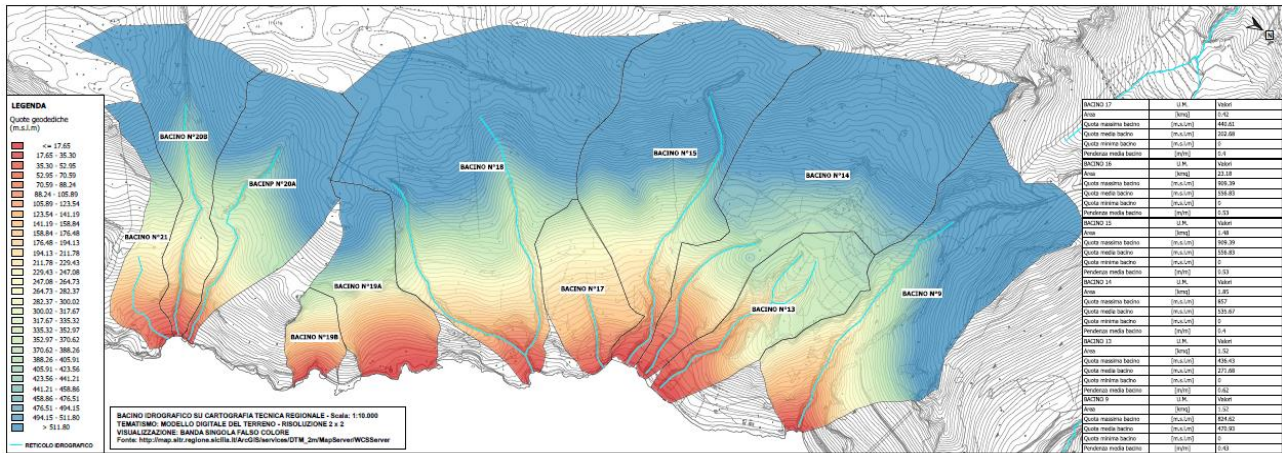 LEGENDA
Quote geodediche
(m.s.l.m)
<= 17.65
17.65 - 35.30
35.30 - 52.95
52.95 - 70.59
70.59 - 88.24
88.24 - 105.89
105.89 - 123.54
123.54 - 141.19
141.19 - 158.84
158.84 - 176.48
176.48 - 194.13
194.13 - 211.78
211.78 - 229.43
229.43 - 247.08
247.08 - 264.73
264.73 - 282.37
282.37 - 300.02
300.02 - 317.67
317.67 - 335.32
335.32 - 352.97
352.97 - 370.62
370.62 - 388.26
388.26 - 405.91
405.91 - 423.56
423.56 - 441.21
441.21 - 458.86
458.86 - 476.51
476.51 - 494.15
494.15 - 511.80
> 511.80
RETICOLO IDROGRAFICO
BACINO N°20B
BACINP N°20A
BACINO N°21
BACINO N°18
BACINO N°19A
BACINO N°19B
BACINO N°17
BACINO N°15
BACINO N°14
BACINO N°13
BACINO N°9
N
BACINO IDROGRAFICO SU CARTOGRAFIA TECNICA REGIONALE - Scala: 1:10.000
TEMATISMO: MODELLO DIGITALE DEL TERRENO - RISOLUZIONE 2 x 2
VISUALIZZAZIONE: BANDA SINGOLA FALSO COLORE
Fonte: http://map.sitr.regione.sicilia.it/ArcGIS/services/DTM_2m/MapServer/WCSServer
BACINO 17 U.M. Valori
Area [kmq] 0.42
Quota massima bacino [m.s.l.m] 440.61
Quota media bacino [m.s.l.m] 202.68
Quota minima bacino [m.s.l.m] 0
Pendenza media bacino [m/m] 0.4
BACINO 16 U.M. Valori
Area [kmq] 23.18
Quota massima bacino [m.s.l.m] 909.39
Quota media bacino [m.s.l.m] 556.83
Quota minima bacino [m.s.l.m] 0
Pendenza media bacino [m/m] 0.53
BACINO 15 U.M. Valori
Area [kmq] 1.48
Quota massima bacino [m.s.l.m] 909.39
Quota media bacino [m.s.l.m] 556.83
Quota minima bacino [m.s.l.m] 0
Pendenza media bacino [m/m] 0.53
BACINO 14 U.M. Valori
Area [kmq] 1.85
Quota massima bacino [m.s.l.m] 857
Quota media bacino [m.s.l.m] 535.67
Quota minima bacino [m.s.l.m] 0
Pendenza media bacino [m/m] 0.4
BACINO 13 U.M. Valori
Area [kmq] 1.52
Quota massima bacino [m.s.l.m] 436.43
Quota media bacino [m.s.l.m] 271.68
Quota minima bacino [m.s.l.m] 0
Pendenza media bacino [m/m] 0.62
BACINO 9 U.M. Valori
Area [kmq] 1.52
Quota massima bacino [m.s.l.m] 824.62
Quota media bacino [m.s.l.m] 470.93
Quota minima bacino [m.s.l.m] 0
Pendenza media bacino [m/m] 0.43